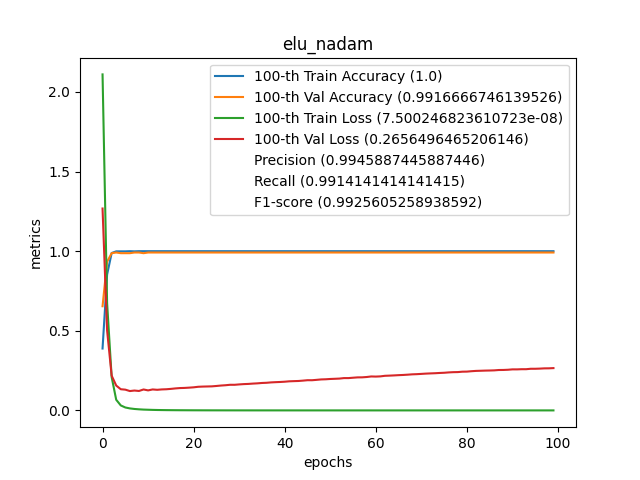 elu_nadam
100-th Train Accuracy (1.0)
100-th Val Accuracy (0.9916666746139526)
100-th Train Loss (7.500246823610723e-08)
100-th Val Loss (0.2656496465206146)
Precision (0.9945887445887446)
Recall (0.9914141414141415)
F1-score (0.9925605258938592)
metrics
2.0
1.5
1.0
0.5
0.0
0 20 40 60 80 100
epochs